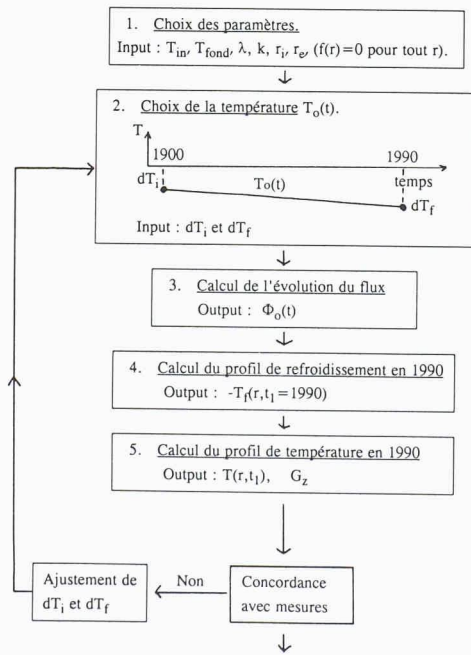 1. Choix des paramètres.
Input : T_in, T_fond, λ, k, r_i, r_e, (f(r)=0 pour tout r).
2. Choix de la température T_o(t).
T
1900
1990
dT_i
T_o(t)
temps
dT_f
Input : dT_i et dT_f
3. Calcul de l'évolution du flux
Output : Φ_o(t)
4. Calcul du profil de refroidissement en 1990
Output : -T_f(r,t_1=1990)
5. Calcul du profil de température en 1990
Output : T(r,t_1), G_z
Ajustement de
dT_i et dT_f
Non
Concordance
avec mesures